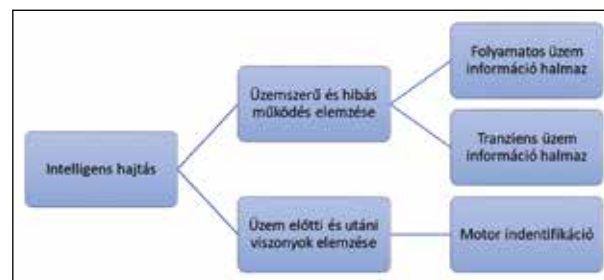 Intelligens hajtás
Üzemszerű és hibás
működés elemzése
Folyamatos üzem
információ halmaz
Tranziens üzem
információ halmaz
Üzem előtti és utáni
viszonyok elemzése
Motor indentifikáció